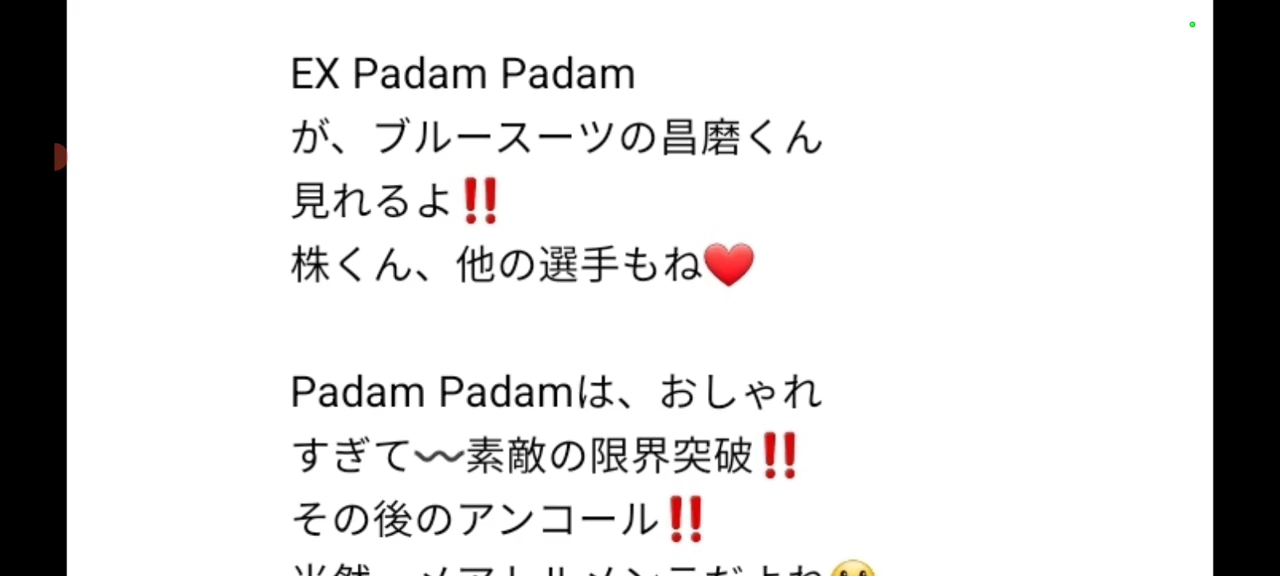 EX Padam Padam
が、ブルースーツの昌磨くん
見れるよ‼️
株くん、他の選手もね❤️
Padam Padamは、おしゃれ
すぎて〰️素敵の限界突破‼️
その後のアンコール‼️